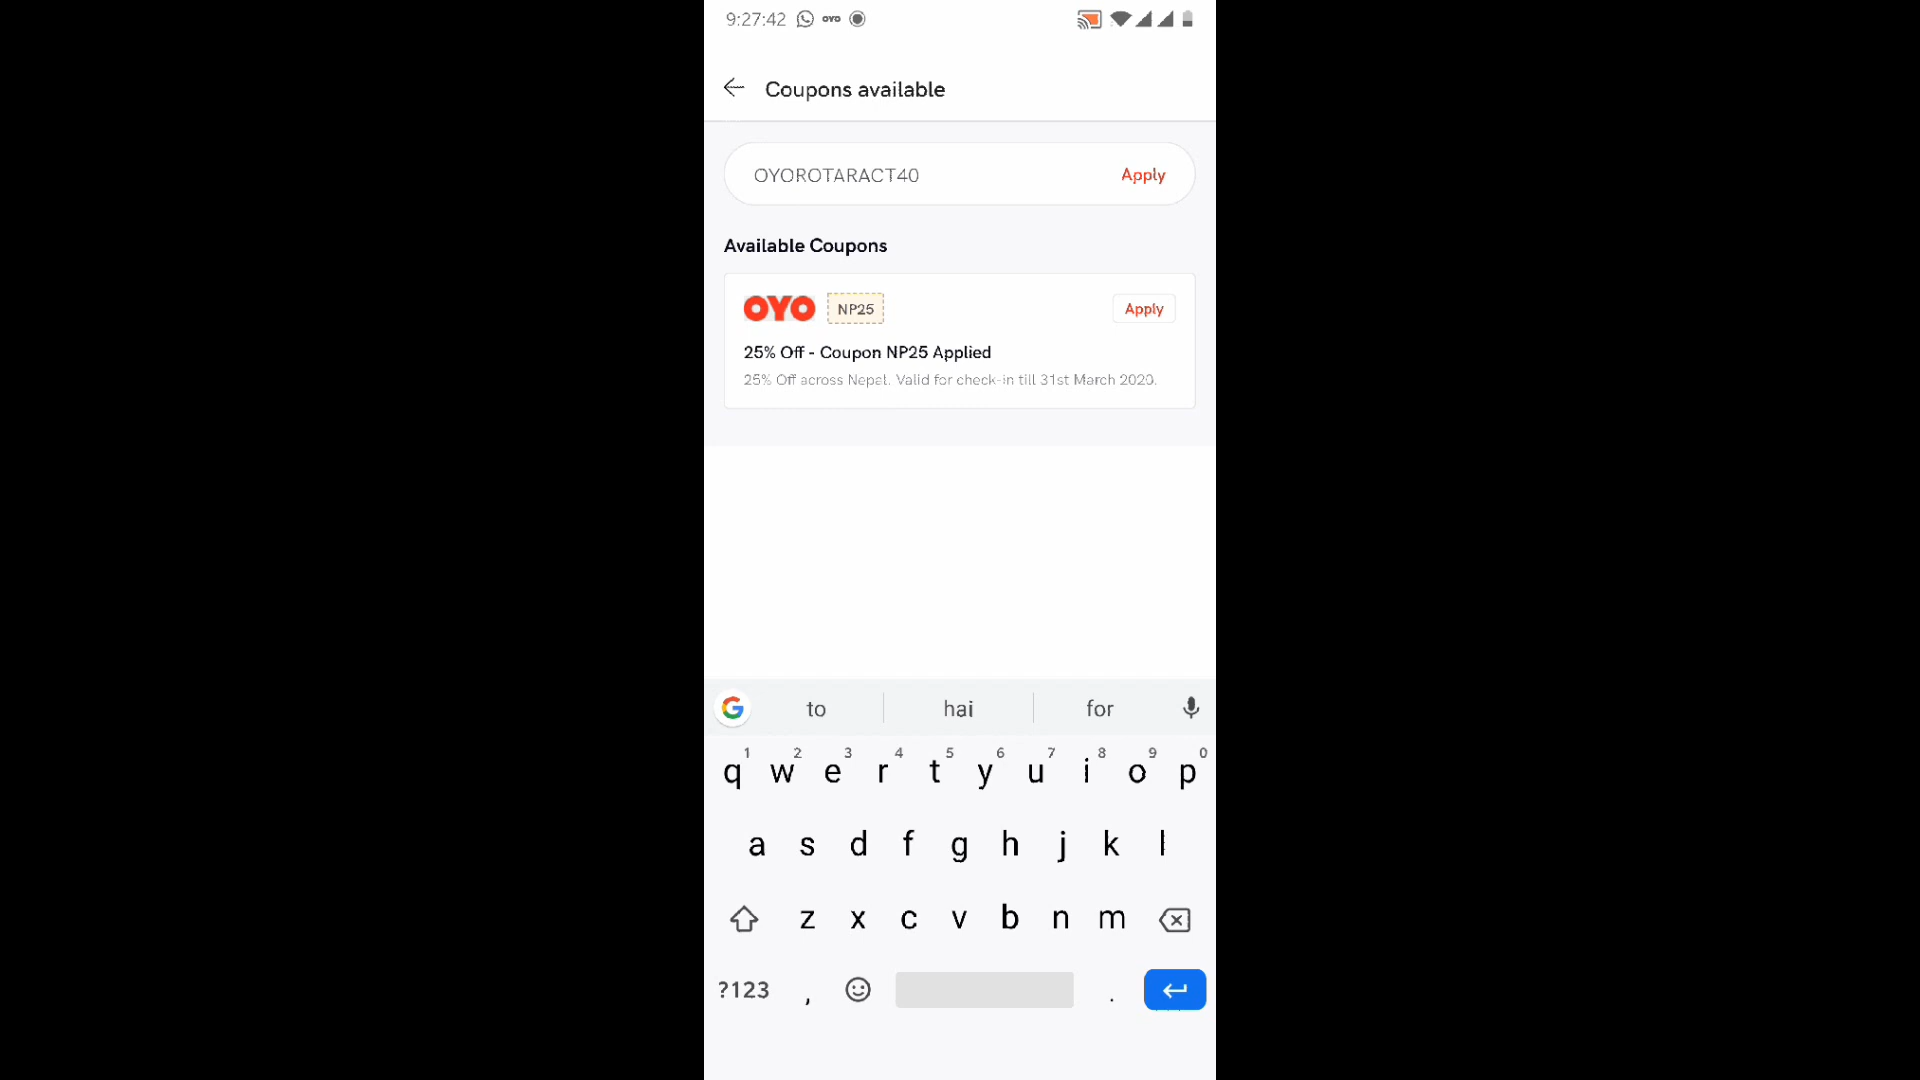 9:27:42 OYO
Coupons available
OYOROTARACT40 Apply
Available Coupons
OYO NP25 Apply
25% Off - Coupon NP25 Applied
25% Off across Nepal. Valid for check-in till 31st March 2020.
G to hai for
1 2 3 4 5 6 7 8 9 0
q w e r t y u i o p
a s d f g h j k l
z x c v b n m
?123 , .